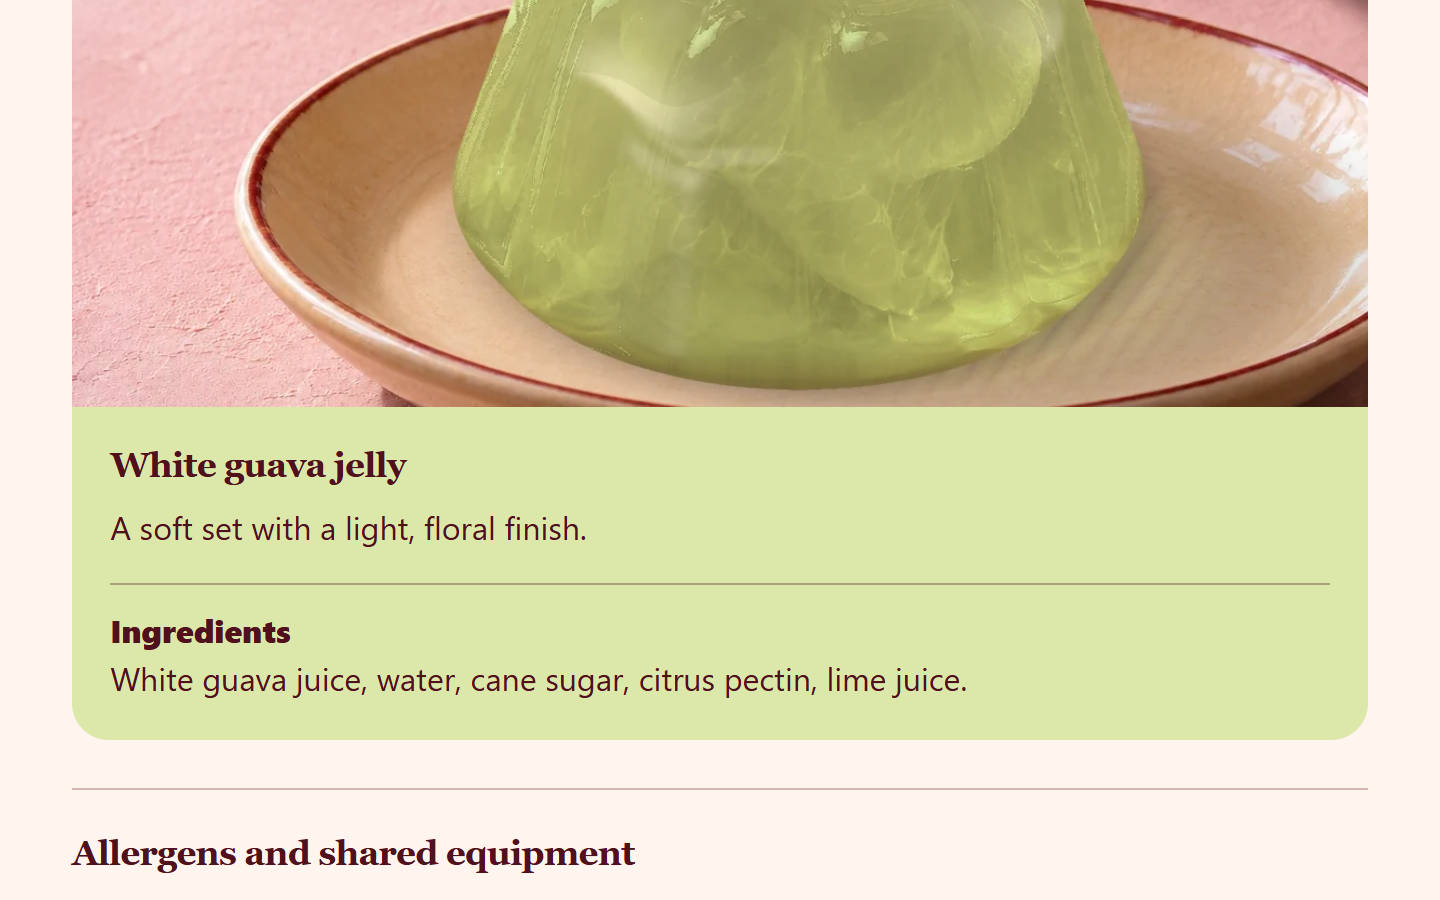 White guava jelly
A soft set with a light, floral finish.
Ingredients
White guava juice, water, cane sugar, citrus pectin, lime juice.
Allergens and shared equipment